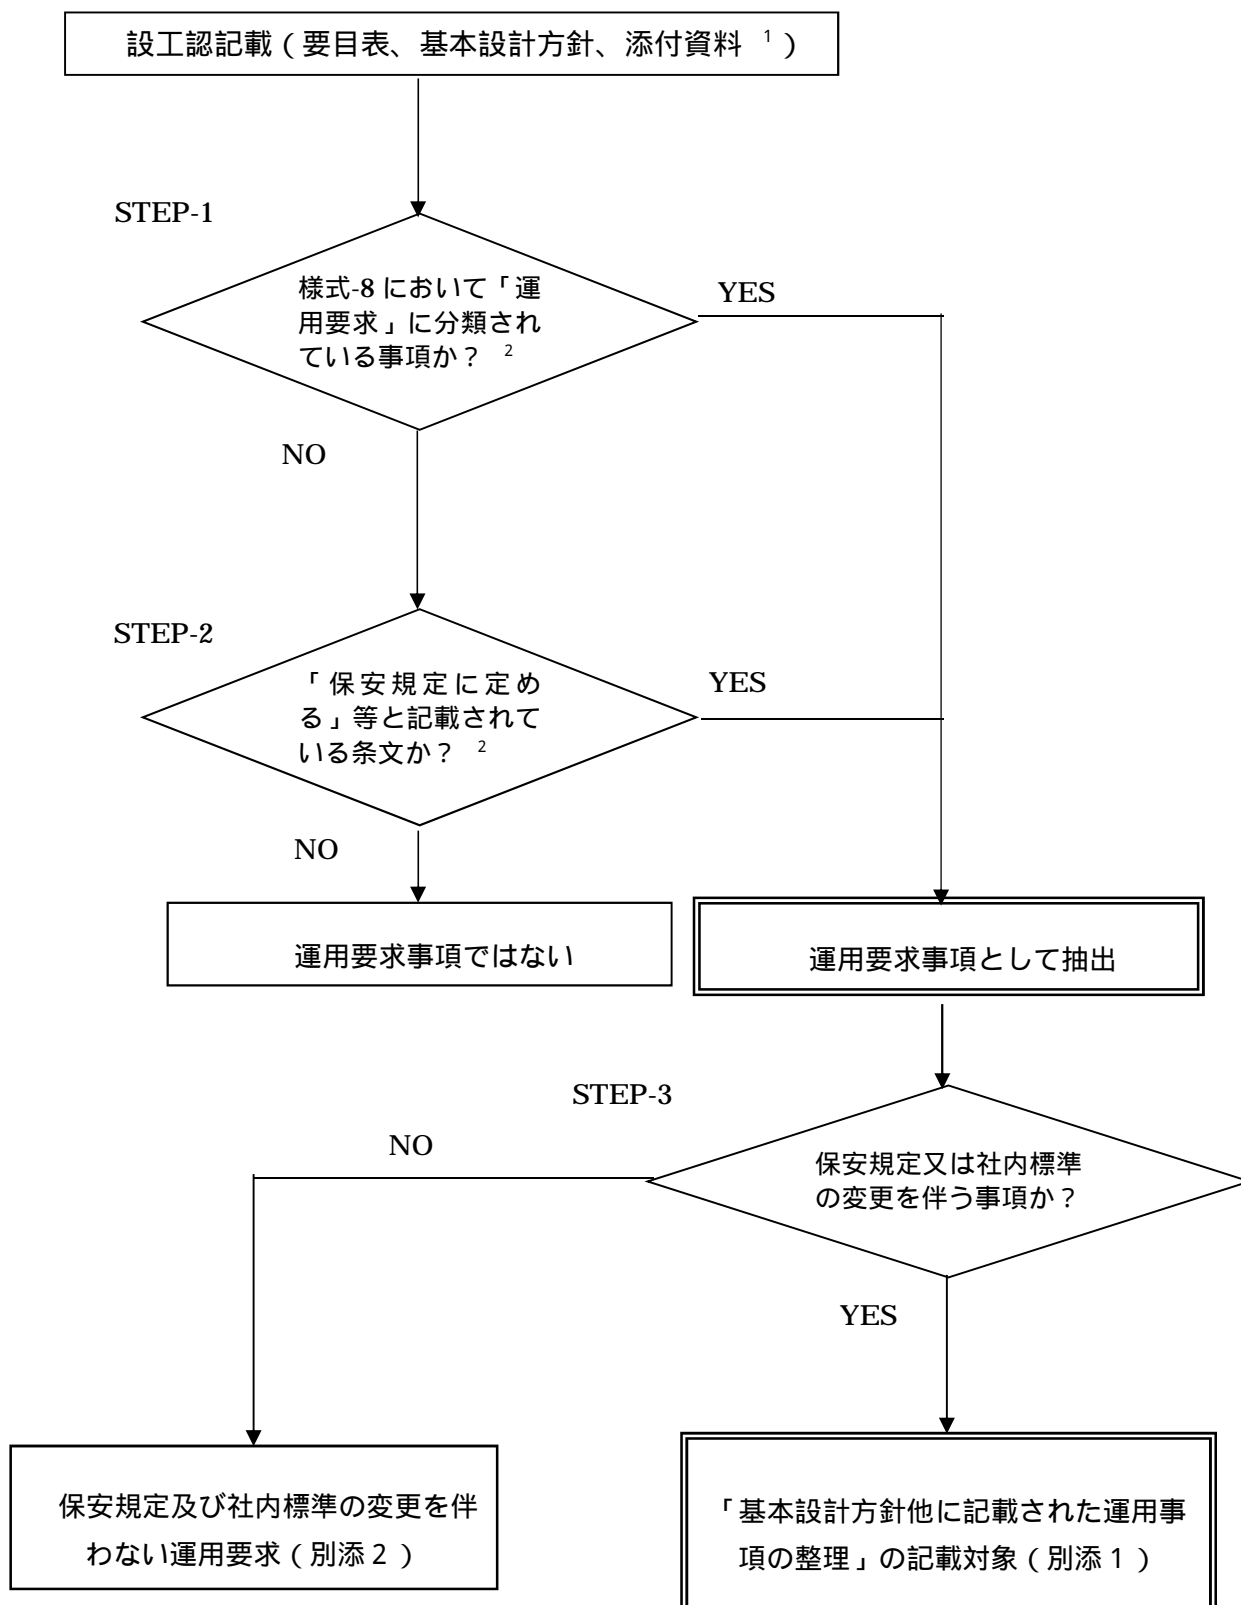 設工認記載（要目表、基本設計方針、添付資料 1）
STEP-1
様式-8 において「運
用要求」に分類され
ている事項か？ 2
YES
NO
STEP-2
「保安規定に定め
る」等と記載されて
いる条文か？ 2
YES
NO
運用要求事項ではない
運用要求事項として抽出
STEP-3
保安規定又は社内標準
の変更を伴う事項か？
NO
YES
保安規定及び社内標準の変更を伴
わない運用要求（別添２）
「基本設計方針他に記載された運用事
項の整理」の記載対象（別添１）